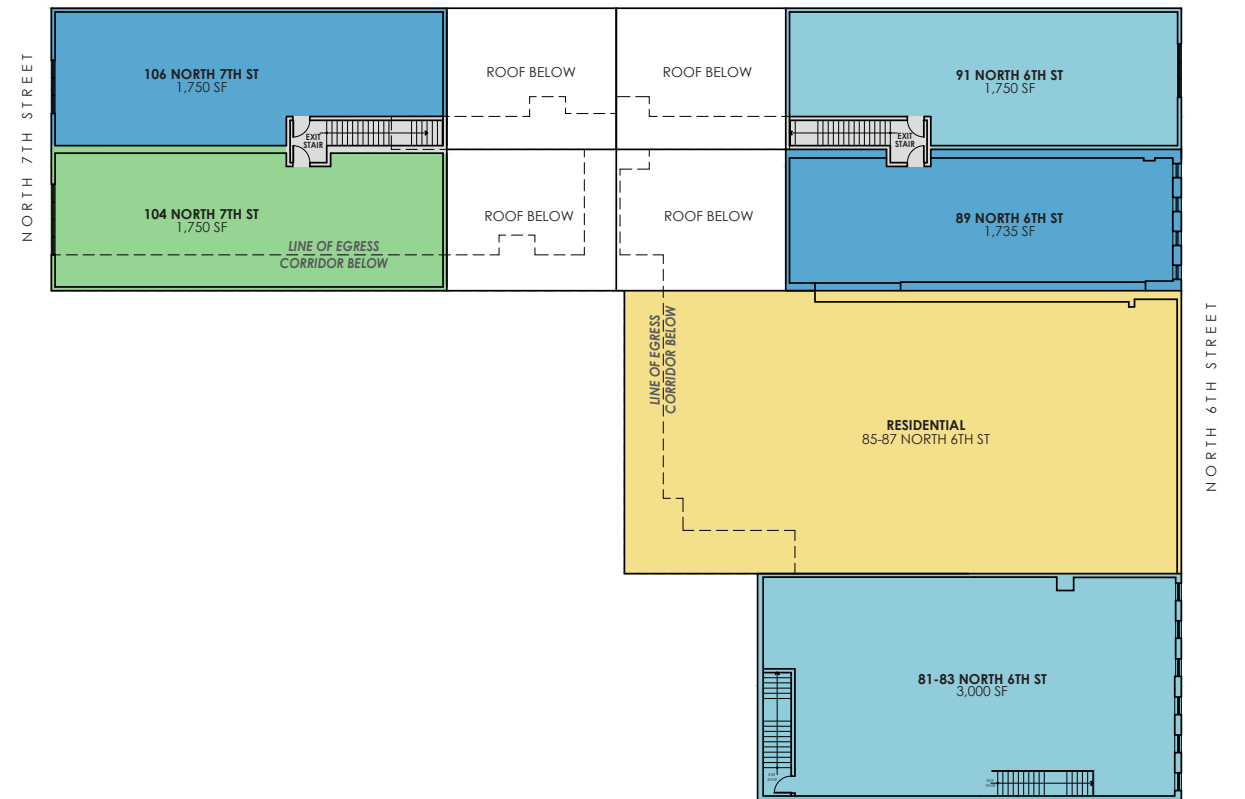 NORTH 7TH STREET
106 NORTH 7TH ST
1,750 SF
ROOF BELOW
ROOF BELOW
91 NORTH 6TH ST
1,750 SF
EXIT
STAIR
EXIT
STAIR
104 NORTH 7TH ST
1,750 SF
LINE OF EGRESS
CORRIDOR BELOW
ROOF BELOW
ROOF BELOW
89 NORTH 6TH ST
1,735 SF
LINE OF EGRESS
CORRIDOR BELOW
RESIDENTIAL
85-87 NORTH 6TH ST
NORTH 6TH STREET
81-83 NORTH 6TH ST
3,000 SF